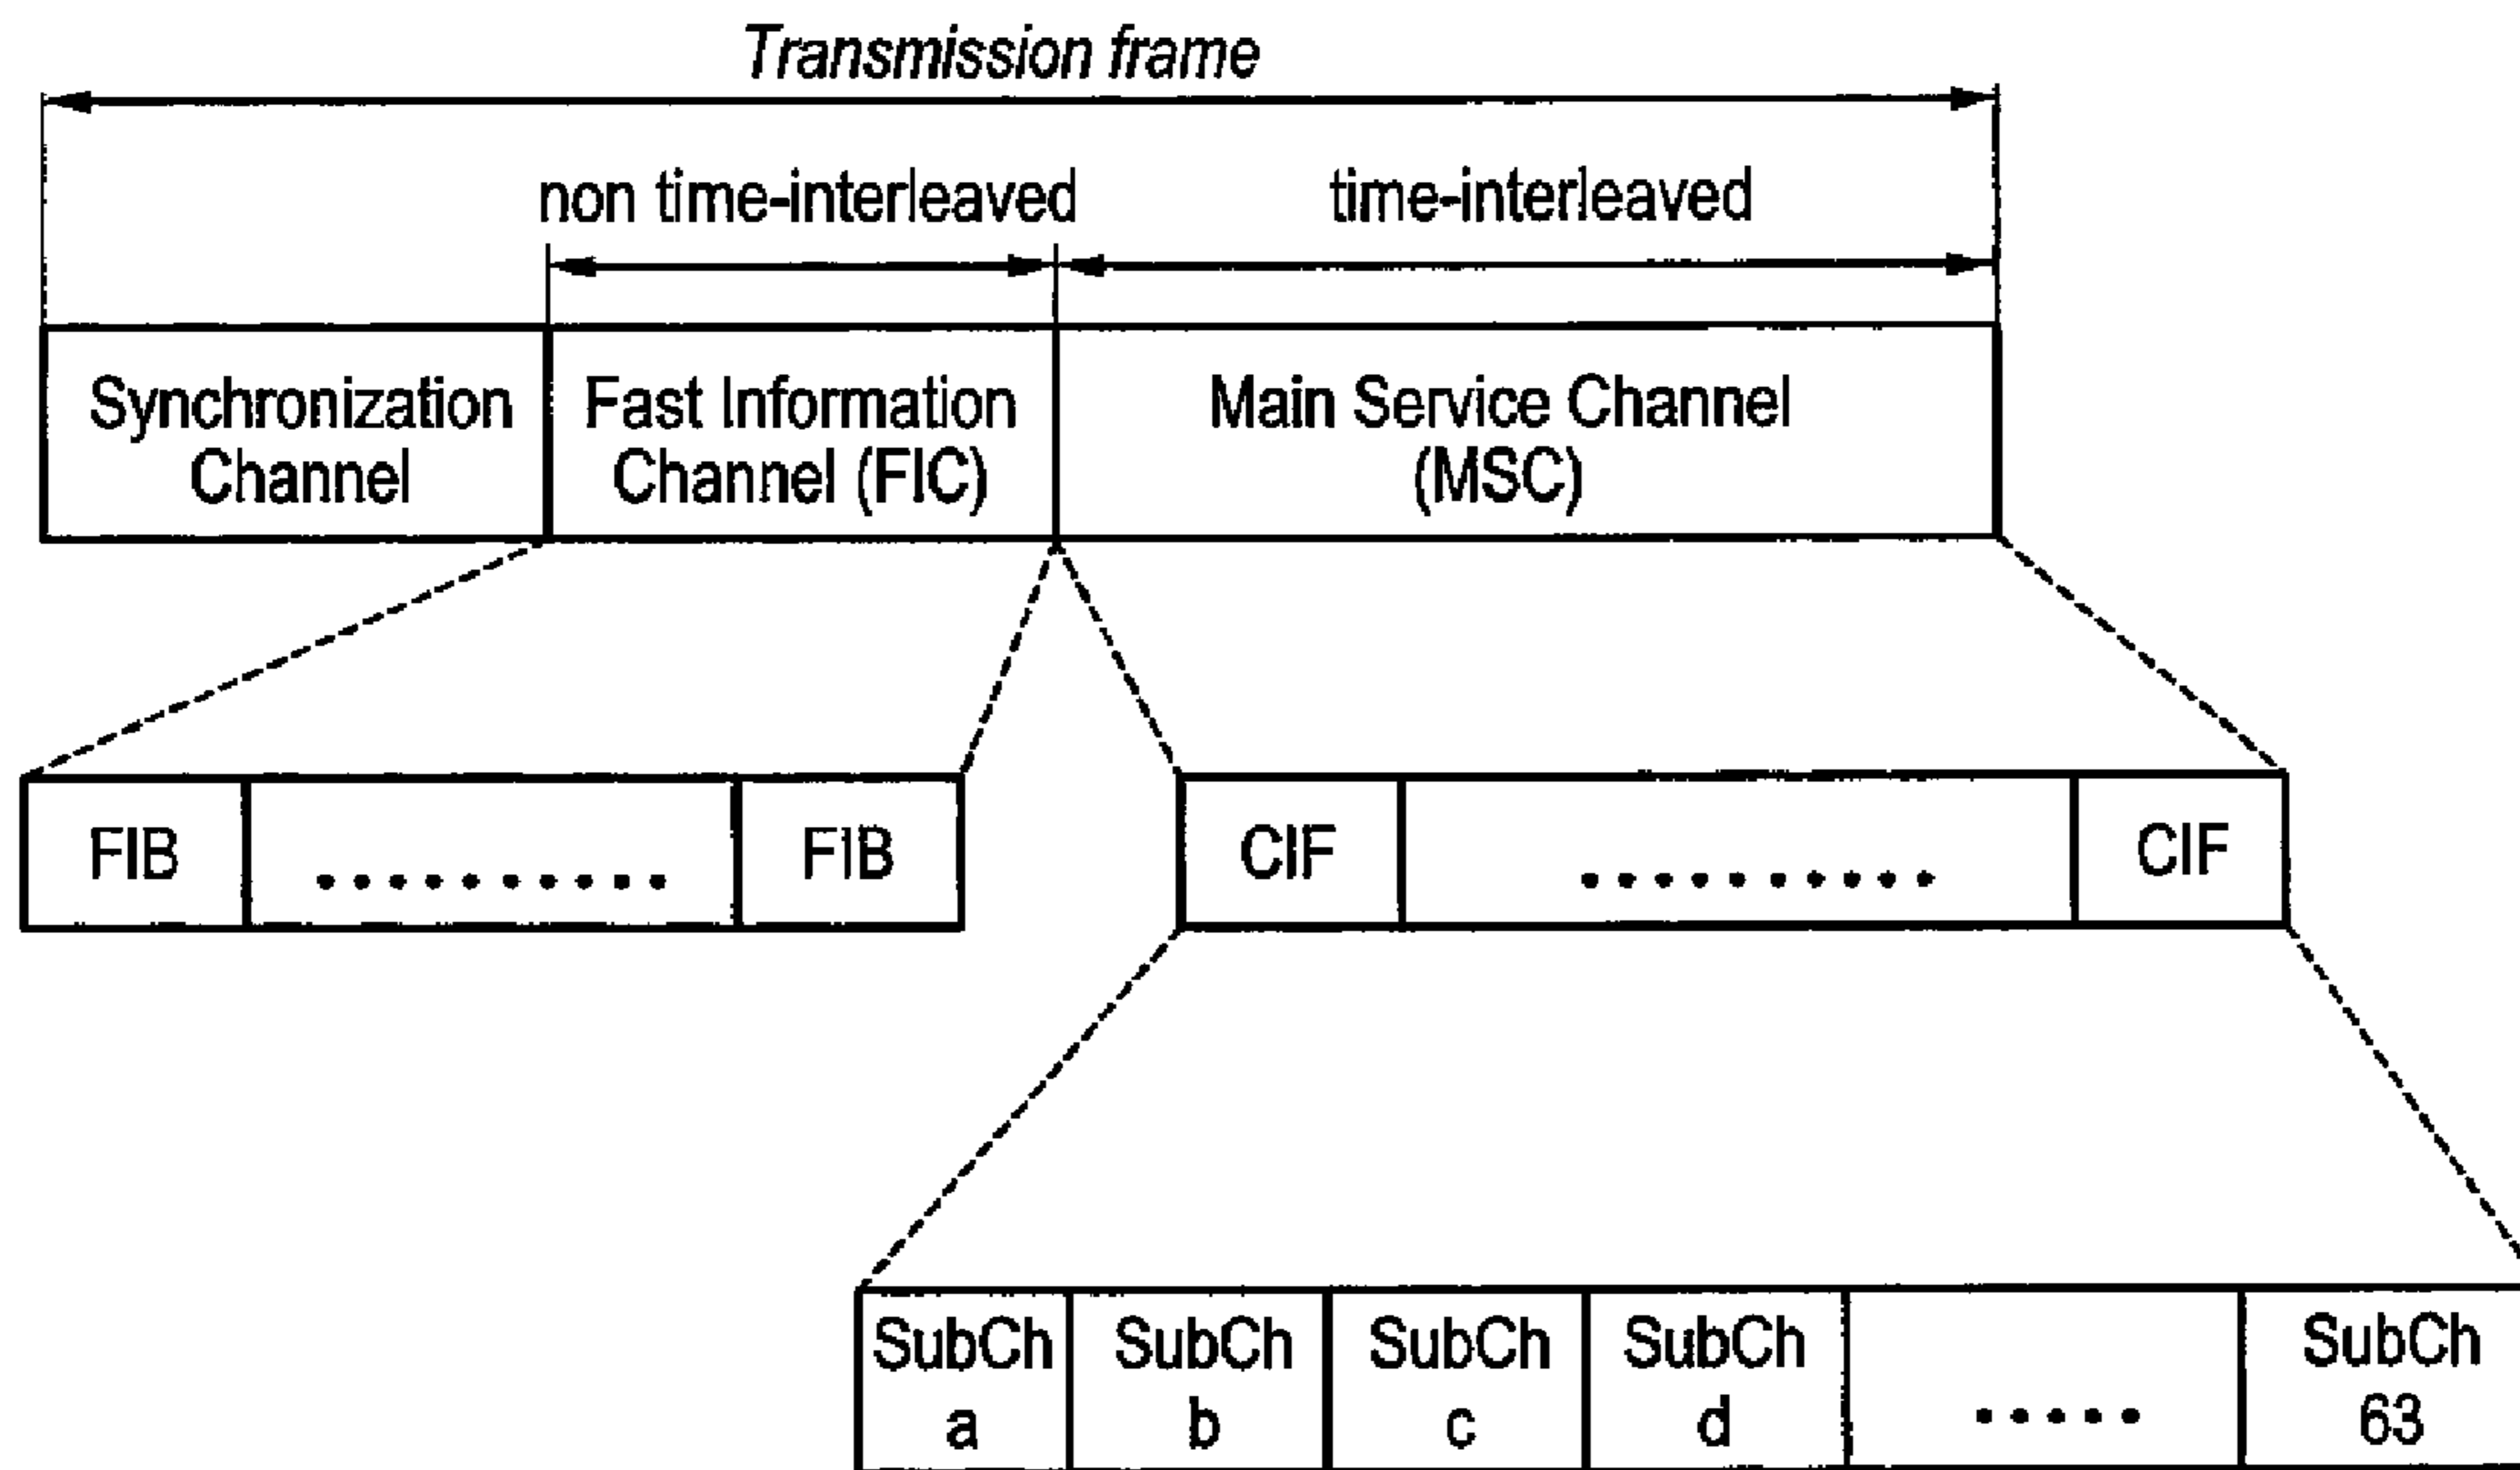 Transmission frame
non time-interleaved
time-interleaved
Synchronization
Channel
Fast Information
Channel (FIC)
Main Service Channel
(MSC)
FIB
..........
FIB
CIF
..........
CIF
SubCh
a
SubCh
b
SubCh
c
SubCh
d
.....
SubCh
63